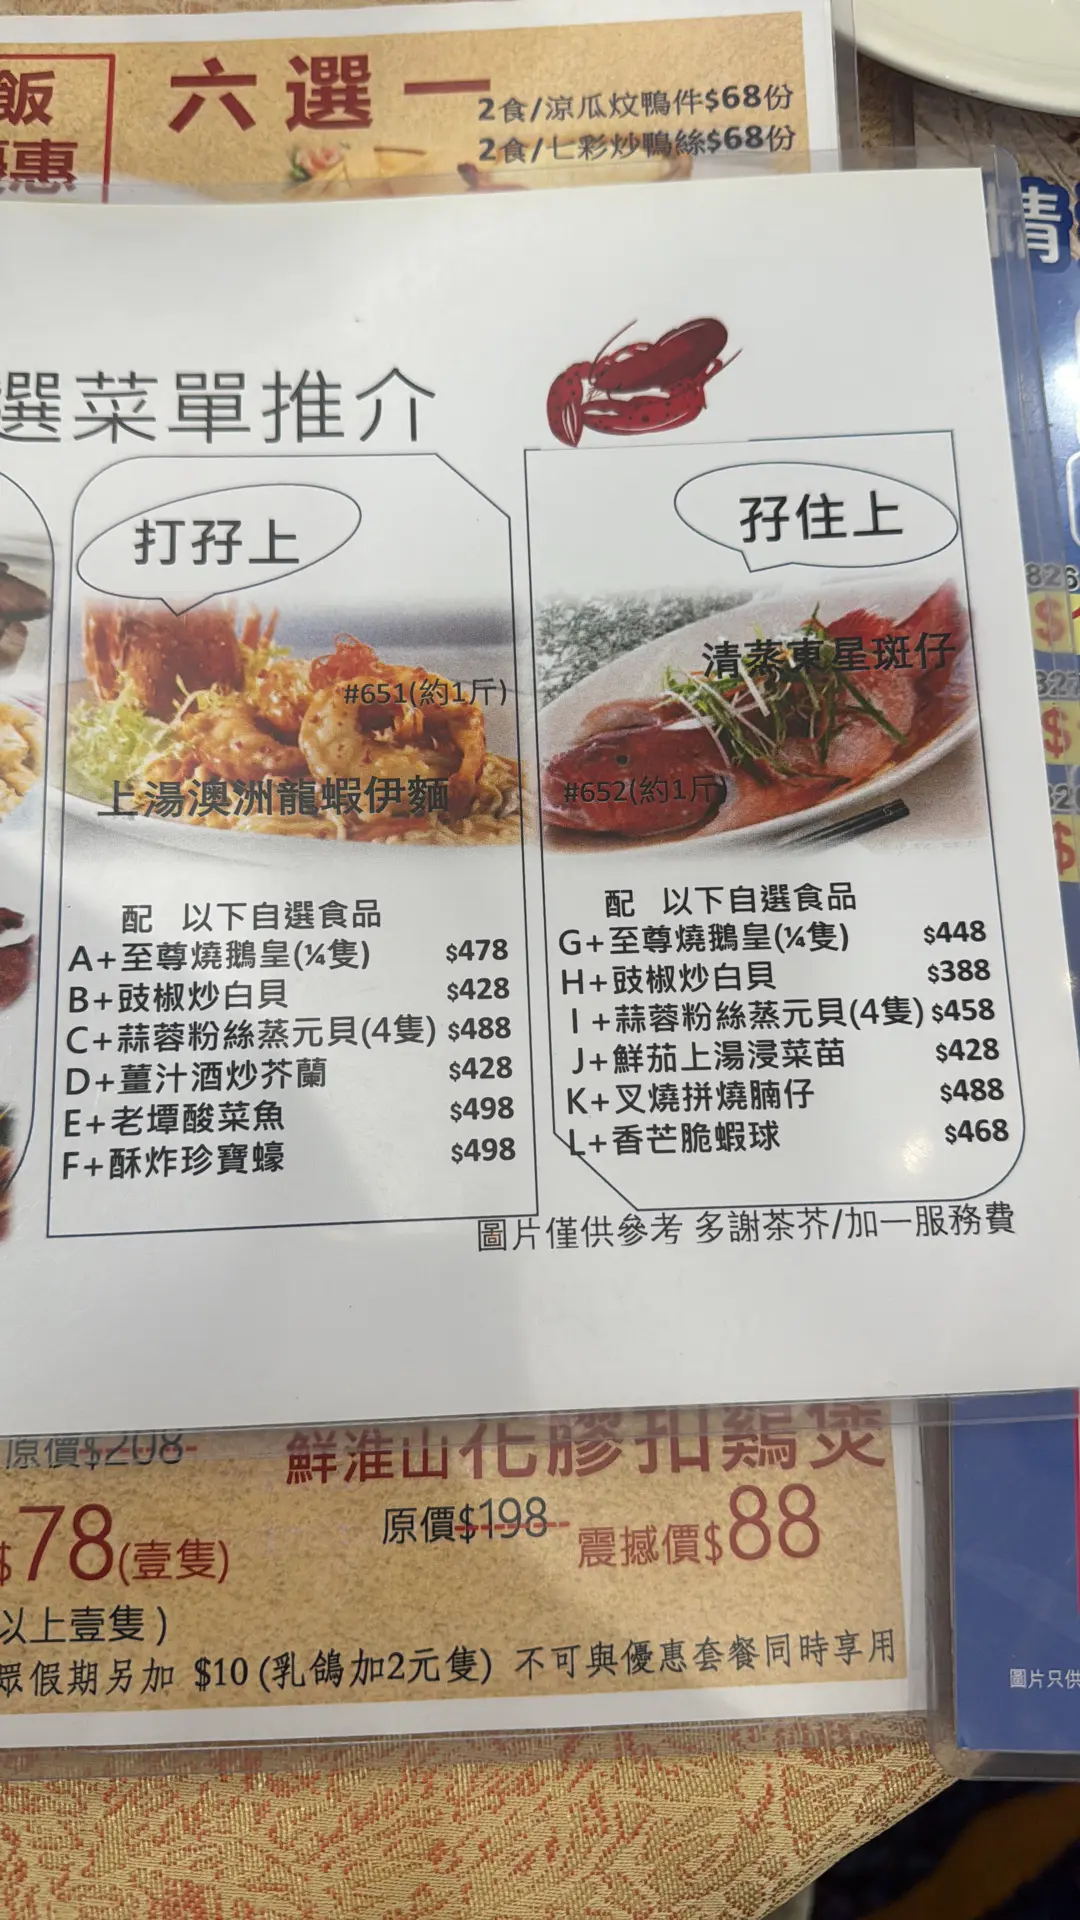 飯
惠
六選一
2食/涼瓜炆鴨件$68份
2食/七彩炒鴨絲$68份
選菜單推介
打孖上
#651(約1斤)
上湯澳洲龍蝦伊麵
配 以下自選食品
A+至尊燒鵝皇(¼隻) $478
B+豉椒炒白貝 $428
C+蒜蓉粉絲蒸元貝(4隻) $488
D+薑汁酒炒芥蘭 $428
E+老壇酸菜魚 $498
F+酥炸珍寶蠔 $498
孖住上
清蒸東星斑仔
#652(約1斤)
配 以下自選食品
G+至尊燒鵝皇(¼隻) $448
H+豉椒炒白貝 $388
I+蒜蓉粉絲蒸元貝(4隻) $458
J+鮮茄上湯浸菜苗 $428
K+叉燒拼燒腩仔 $488
L+香芒脆蝦球 $468
圖片僅供參考 多謝茶芥/加一服務費
原價$208
$78(壹隻)
鮮淮山花膠扣鷄煲
原價$198 震撼價$88
以上壹隻)
眾假期另加 $10(乳鴿加2元隻) 不可與優惠套餐同時享用
826
$
827
$
$
圖片只供